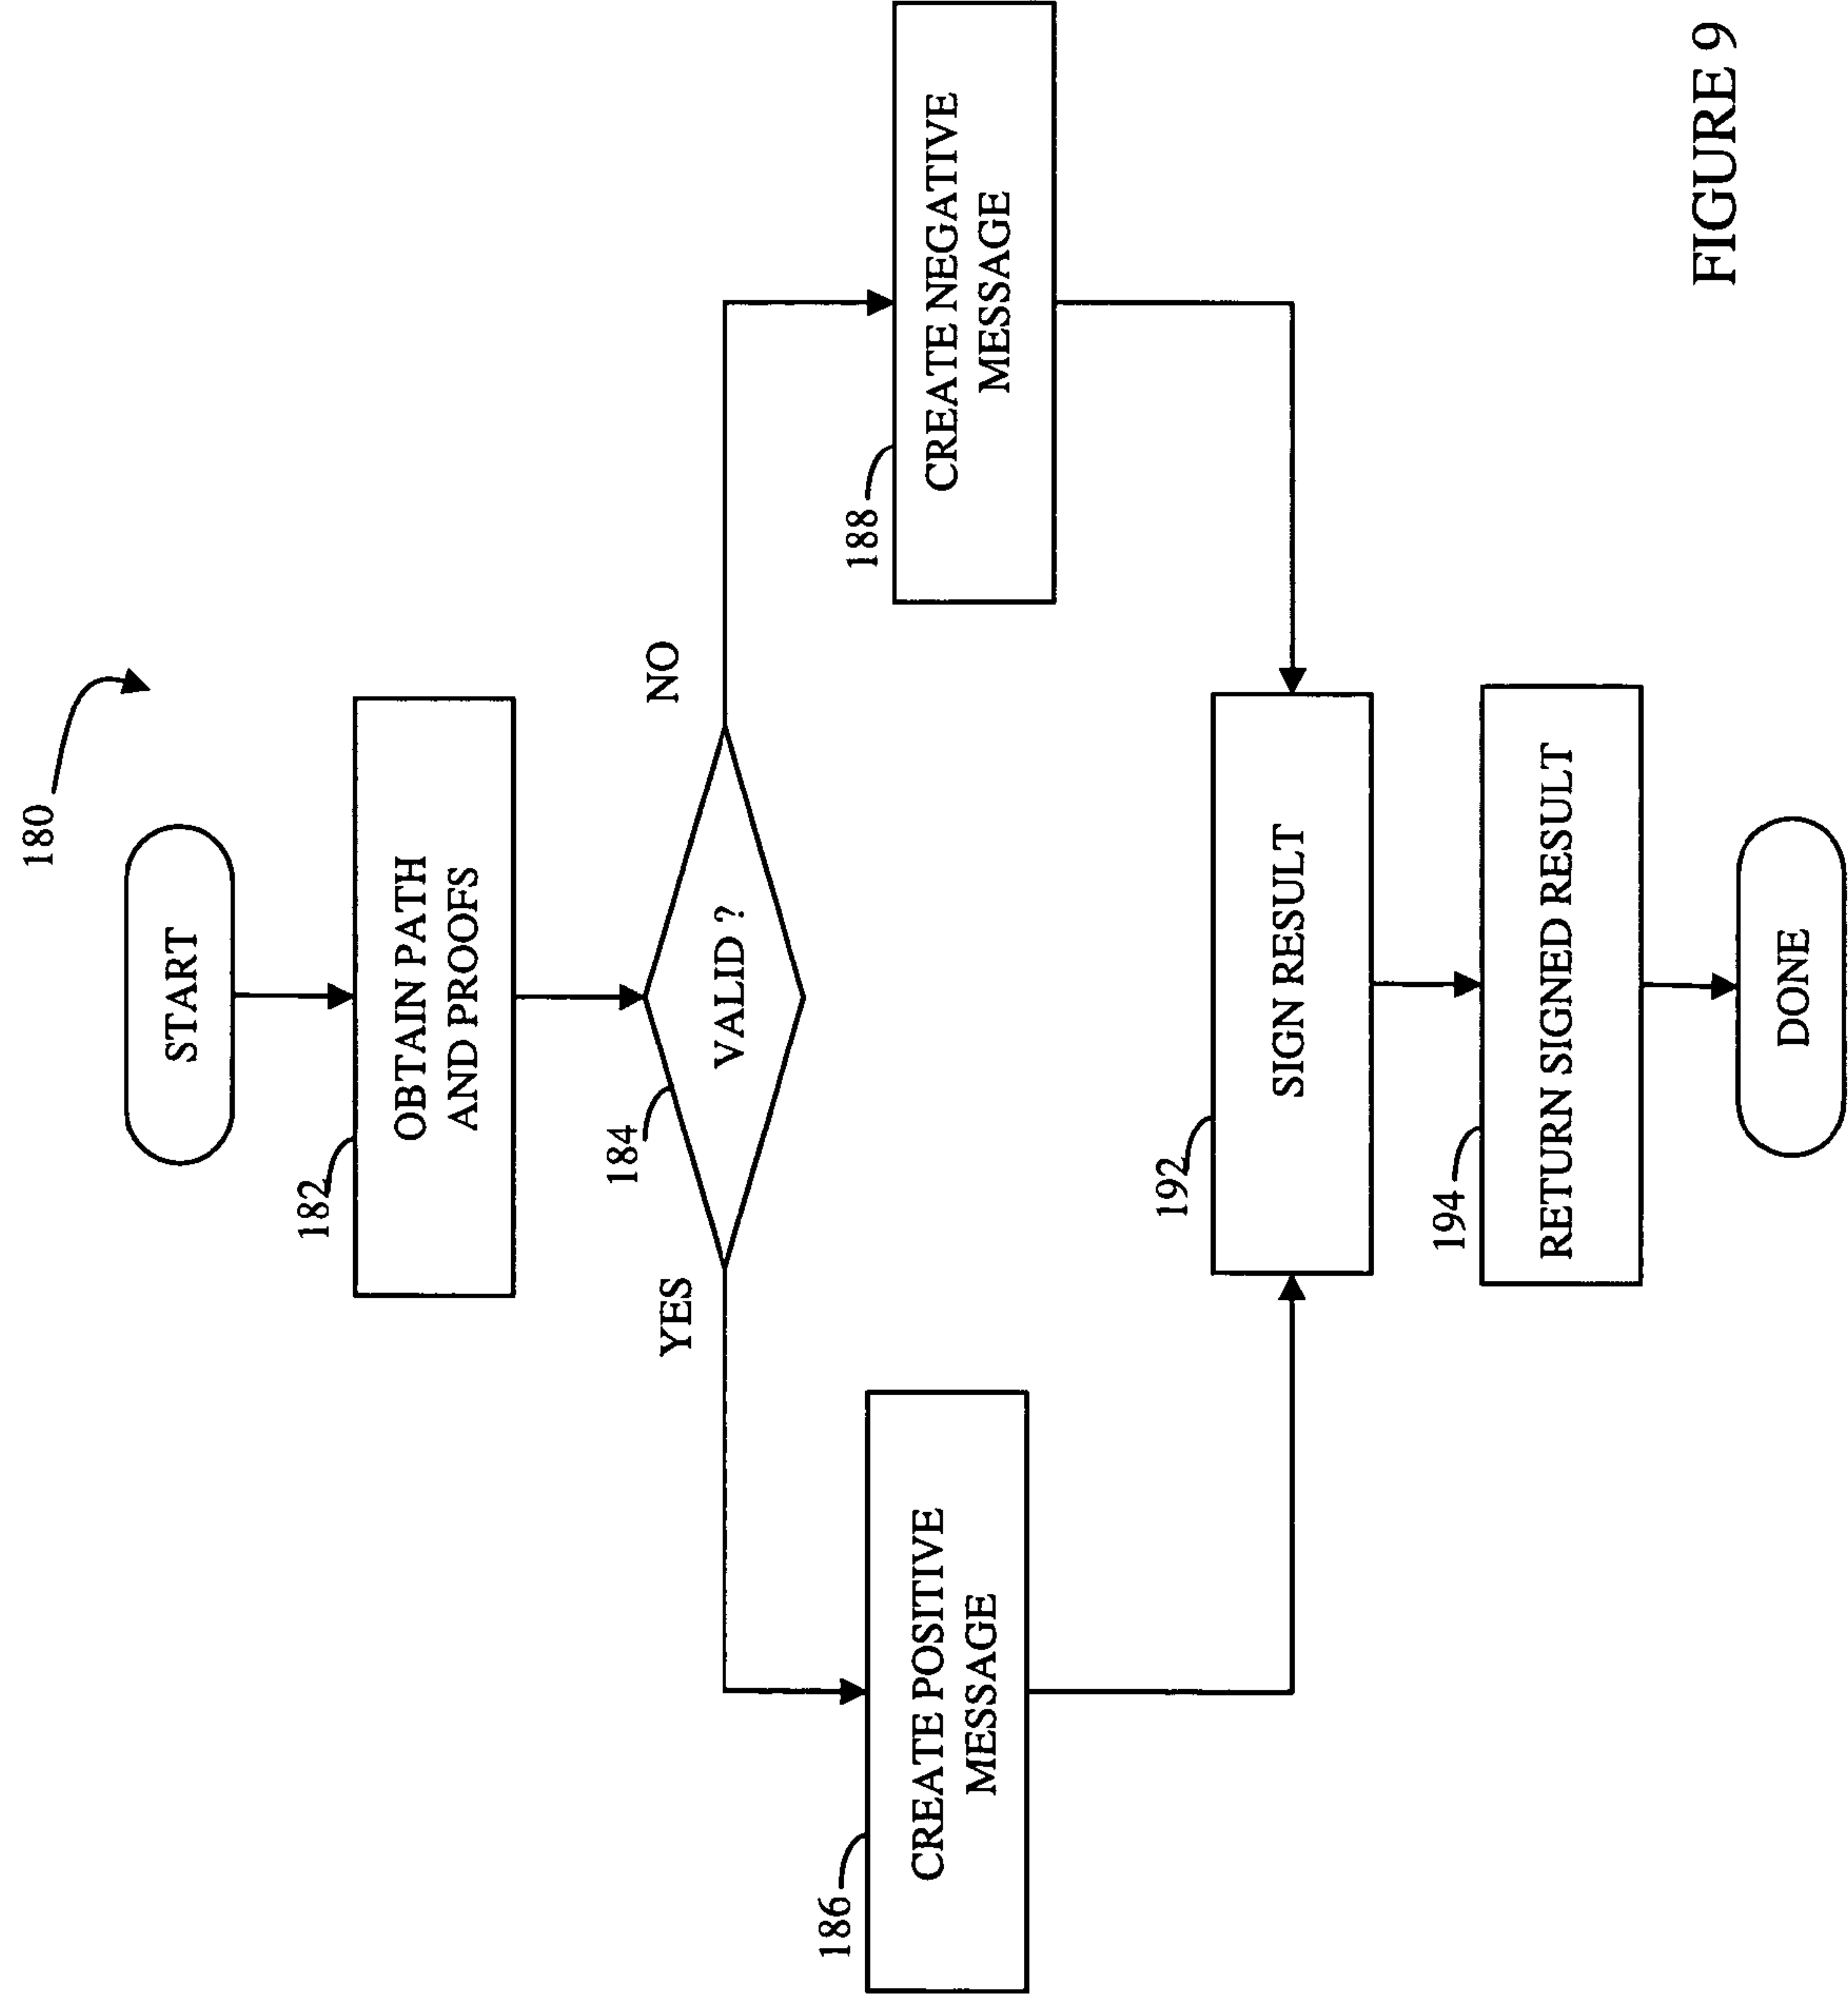 180
START
182
OBTAIN PATH
AND PROOFS
184
VALID ?
YES
NO
186
CREATE POSITIVE
MESSAGE
188
CREATE NEGATIVE
MESSAGE
192
SIGN RESULT
194
RETURN SIGNED RESULT
DONE
FIGURE 9